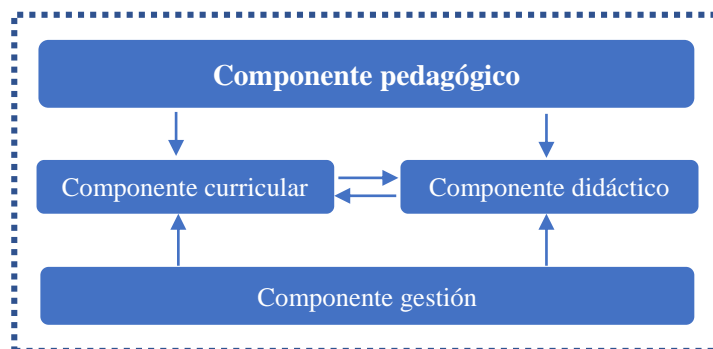 Componente pedagógico
Componente curricular
Componente didáctico
Componente gestión